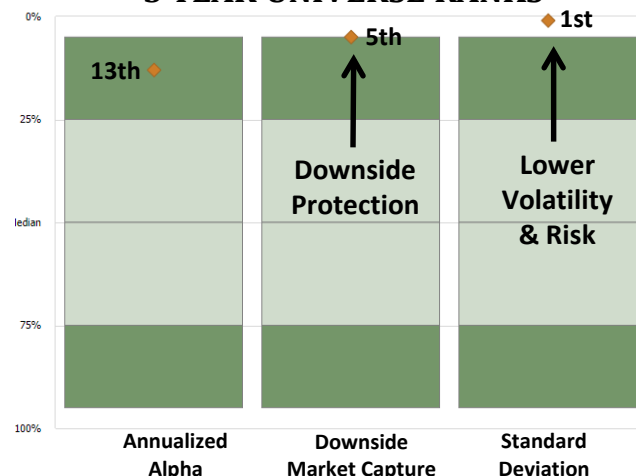 YEAR UNIVERSE RANKS
0%
1st
5th
13th
25%
Downside
Protection
Lower
Volatility
& Risk
75%
100%
Annualized
Alpha
Downside
Market Capture
Standard
Deviation